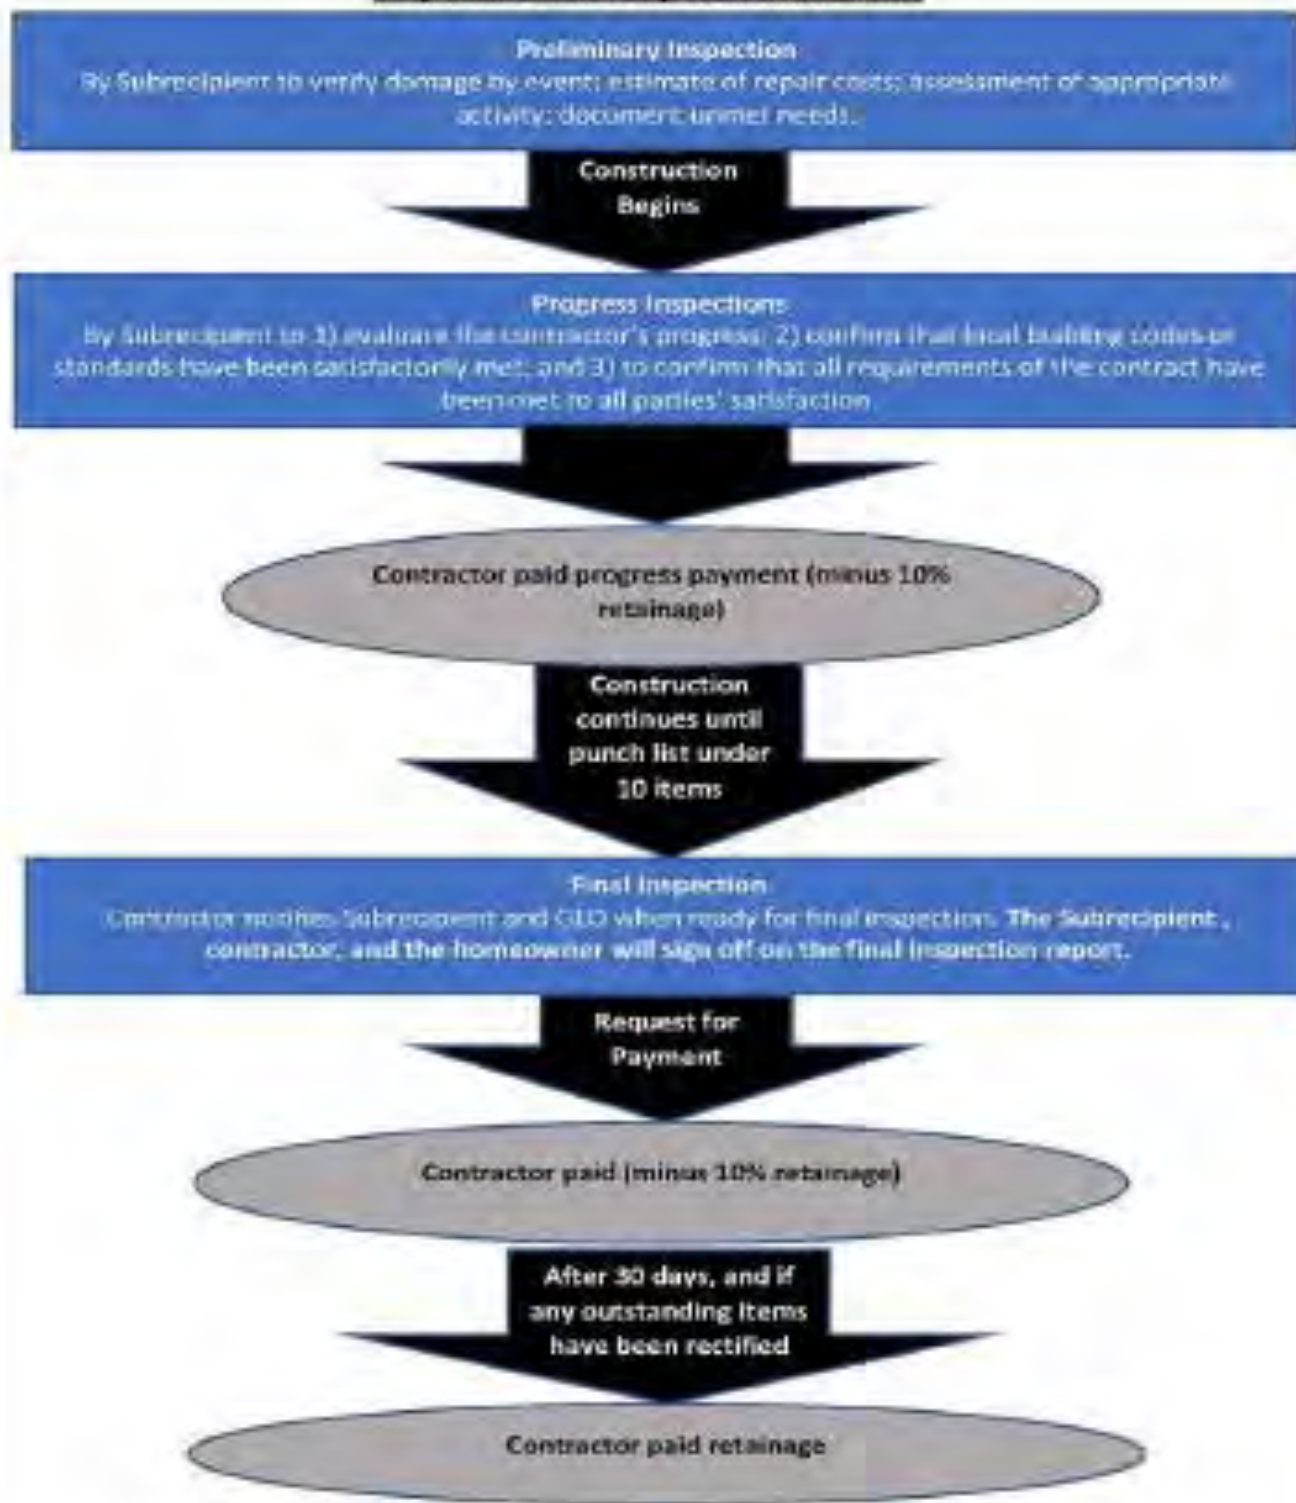 Preliminary Inspection
By Subrecipient to verify damage by event; estimate of repair costs; assessment of appropriate
activity; document unmet needs.
Construction
Begins
Progress Inspections
By Subrecipient to 1) evaluate the contractor's progress; 2) confirm that local building codes or
standards have been satisfactorily met; and 3) to confirm that all requirements of the contract have
been met to all parties' satisfaction
Contractor paid progress payment (minus 10%
retainage)
Construction
continues until
punch list under
10 items
Final Inspection
Contractor notifies Subrecipient and GLO when ready for final inspection. The Subrecipient ,
contractor, and the homeowner will sign off on the final inspection report.
Request for
Payment
Contractor paid (minus 10% retainage)
After 30 days, and if
any outstanding items
have been rectified
Contractor paid retainage